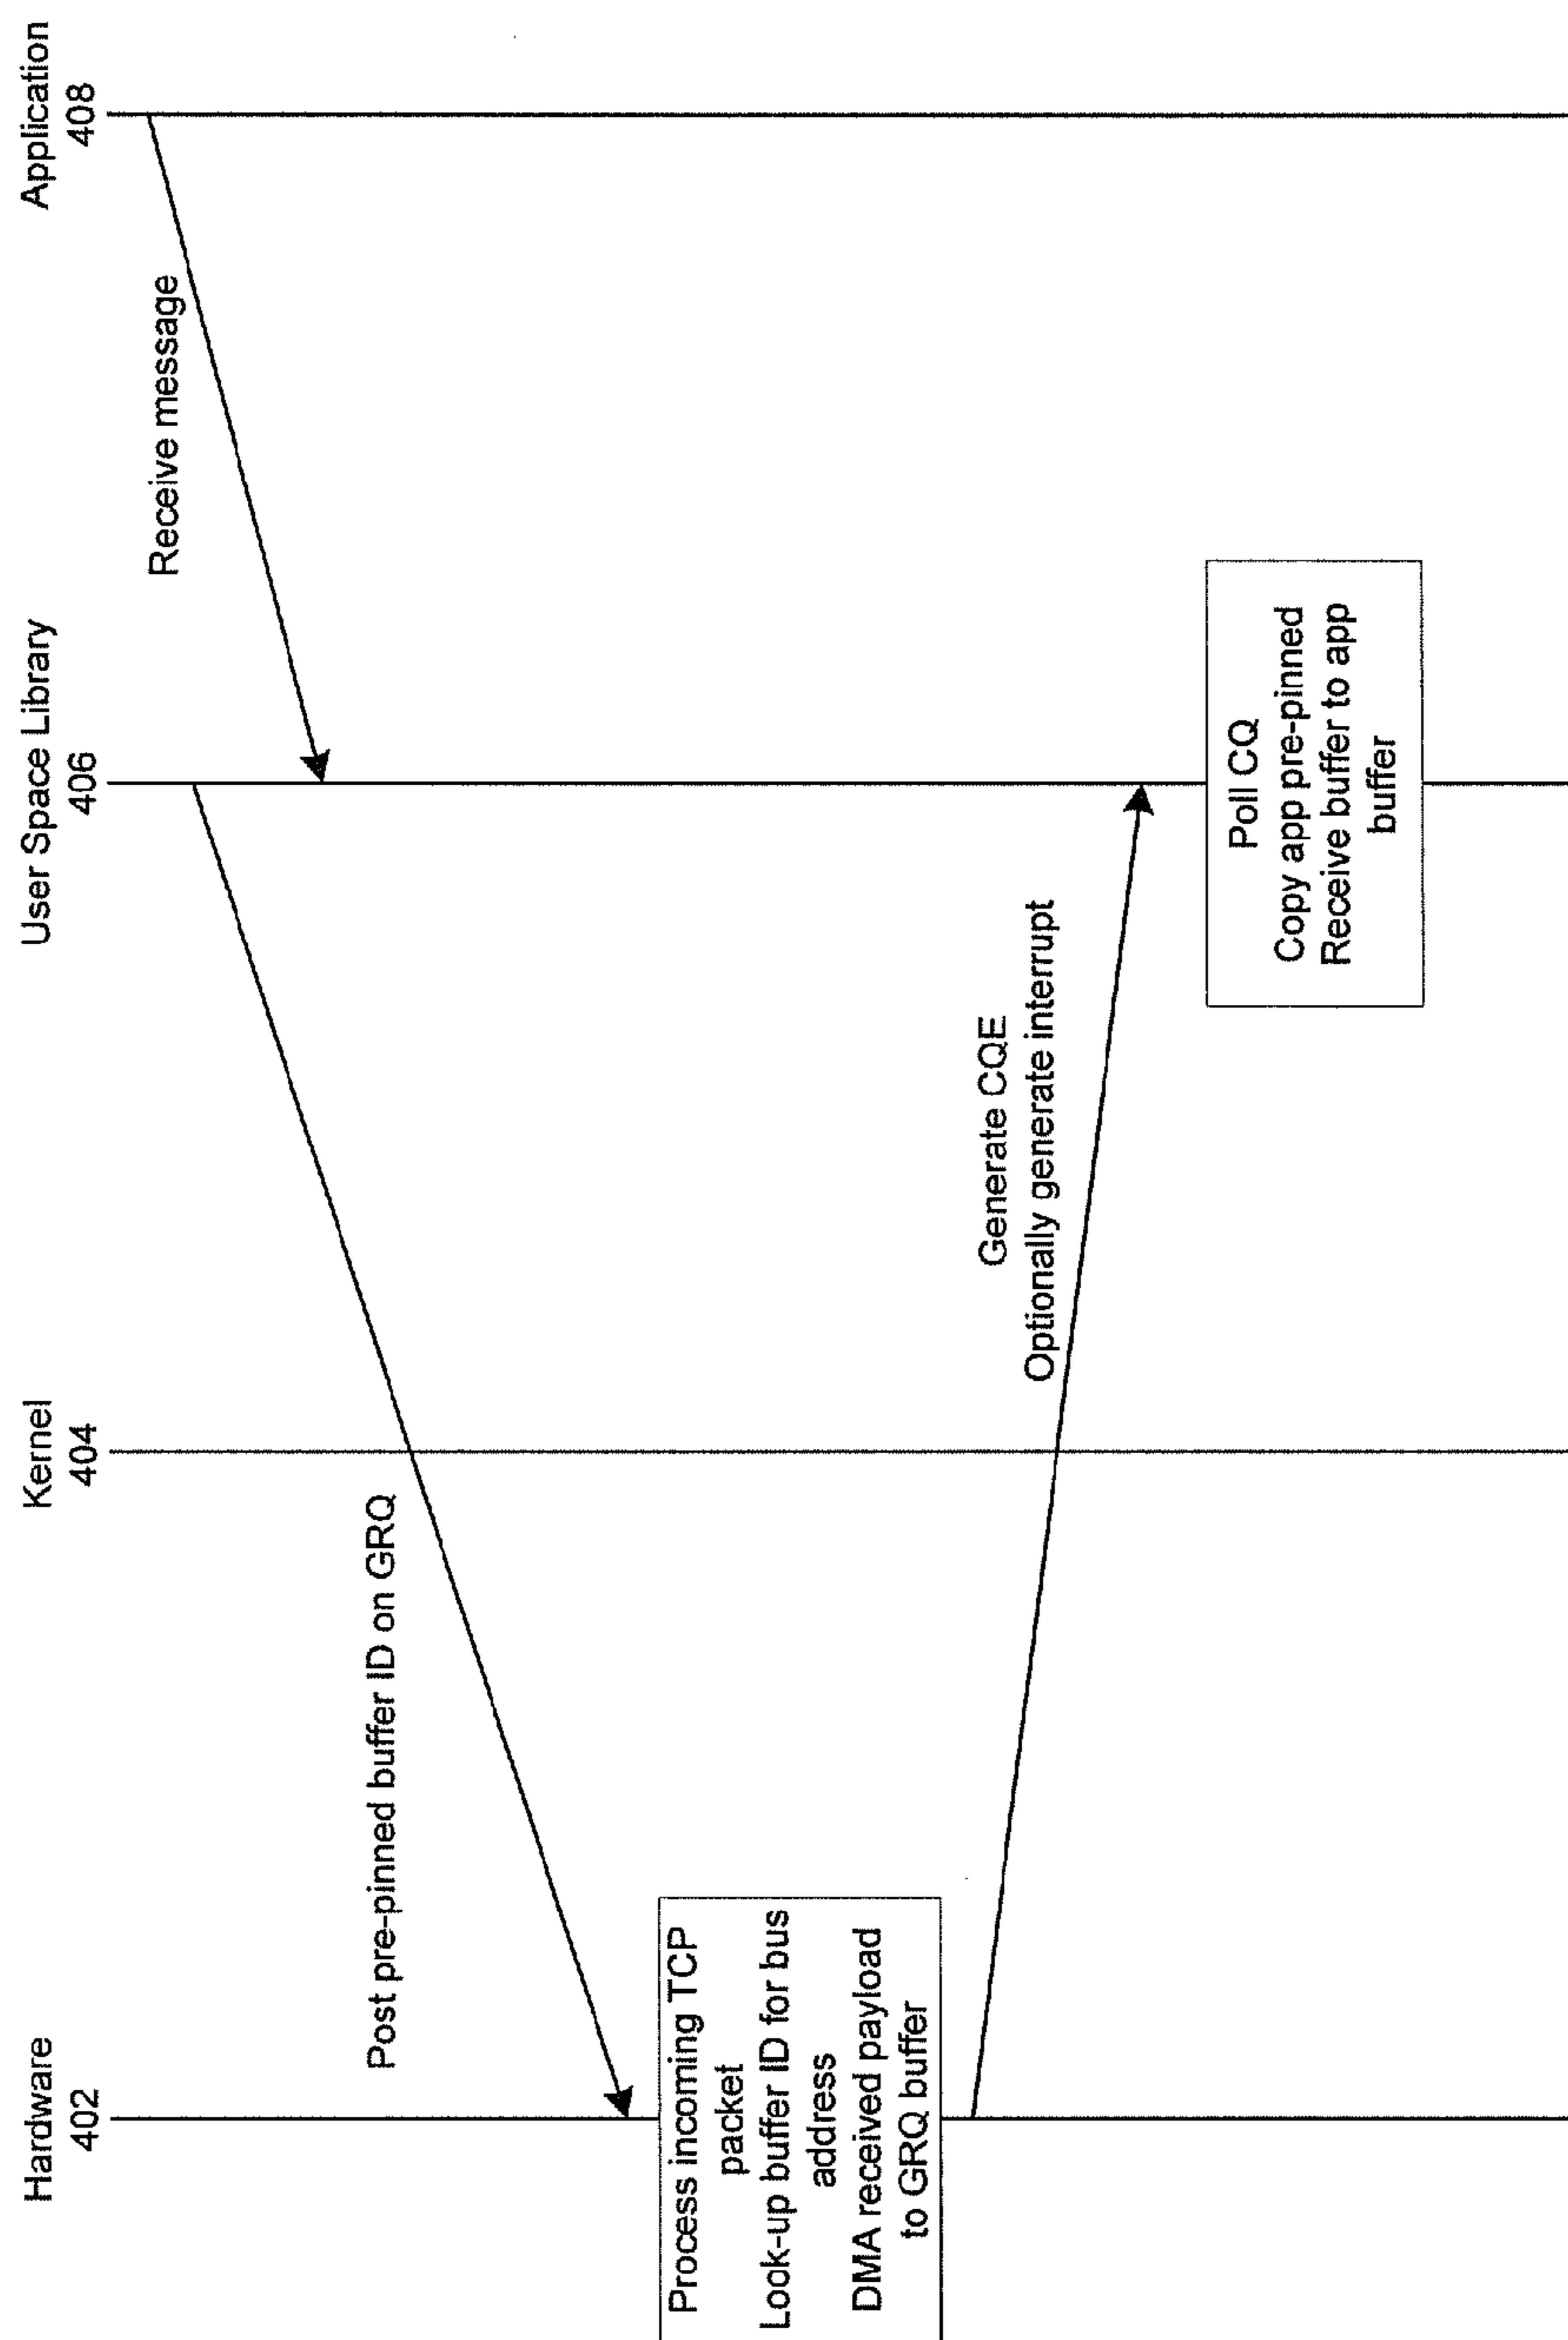 Hardware
402
Kernel
404
User Space Library
406
Application
408
Receive message
Post pre-pinned buffer ID on GRQ
Process incoming TCP
packet
Look-up buffer ID for bus
address
DMA received payload
to GRQ buffer
Generate CQE
Optionally generate interrupt
Poll CQ
Copy app pre-pinned
Receive buffer to app
buffer